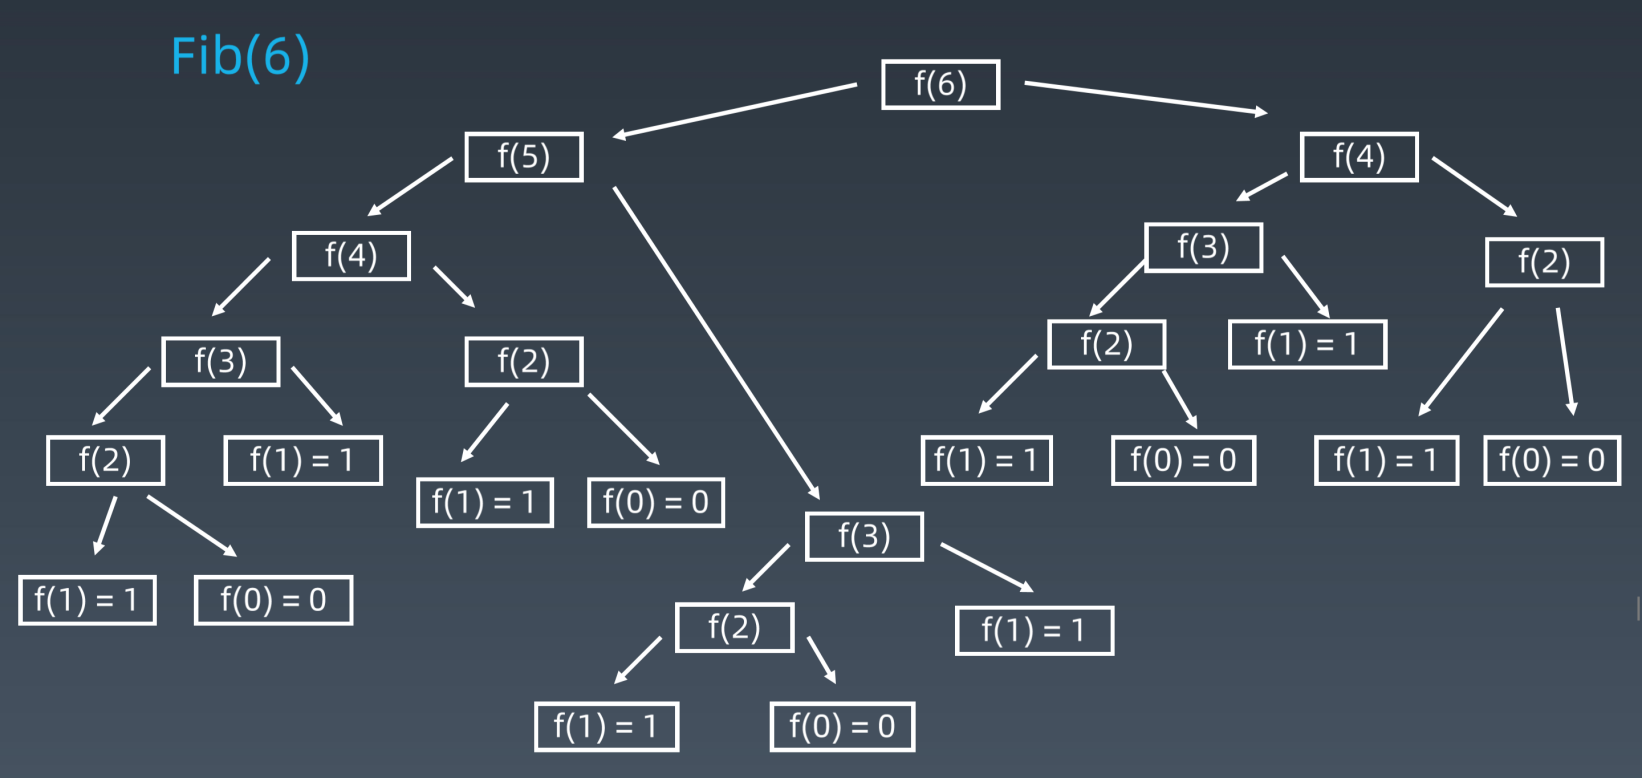 Fib(6)
f(6)
f(5)
f(4)
f(4)
f(3)
f(2)
f(3)
f(2)
f(2)
f(1) = 1
f(2)
f(1) = 1
f(1) = 1
f(0) = 0
f(1) = 1
f(0) = 0
f(1) = 1
f(0) = 0
f(3)
f(1) = 1
f(0) = 0
f(2)
f(1) = 1
f(1) = 1
f(0) = 0